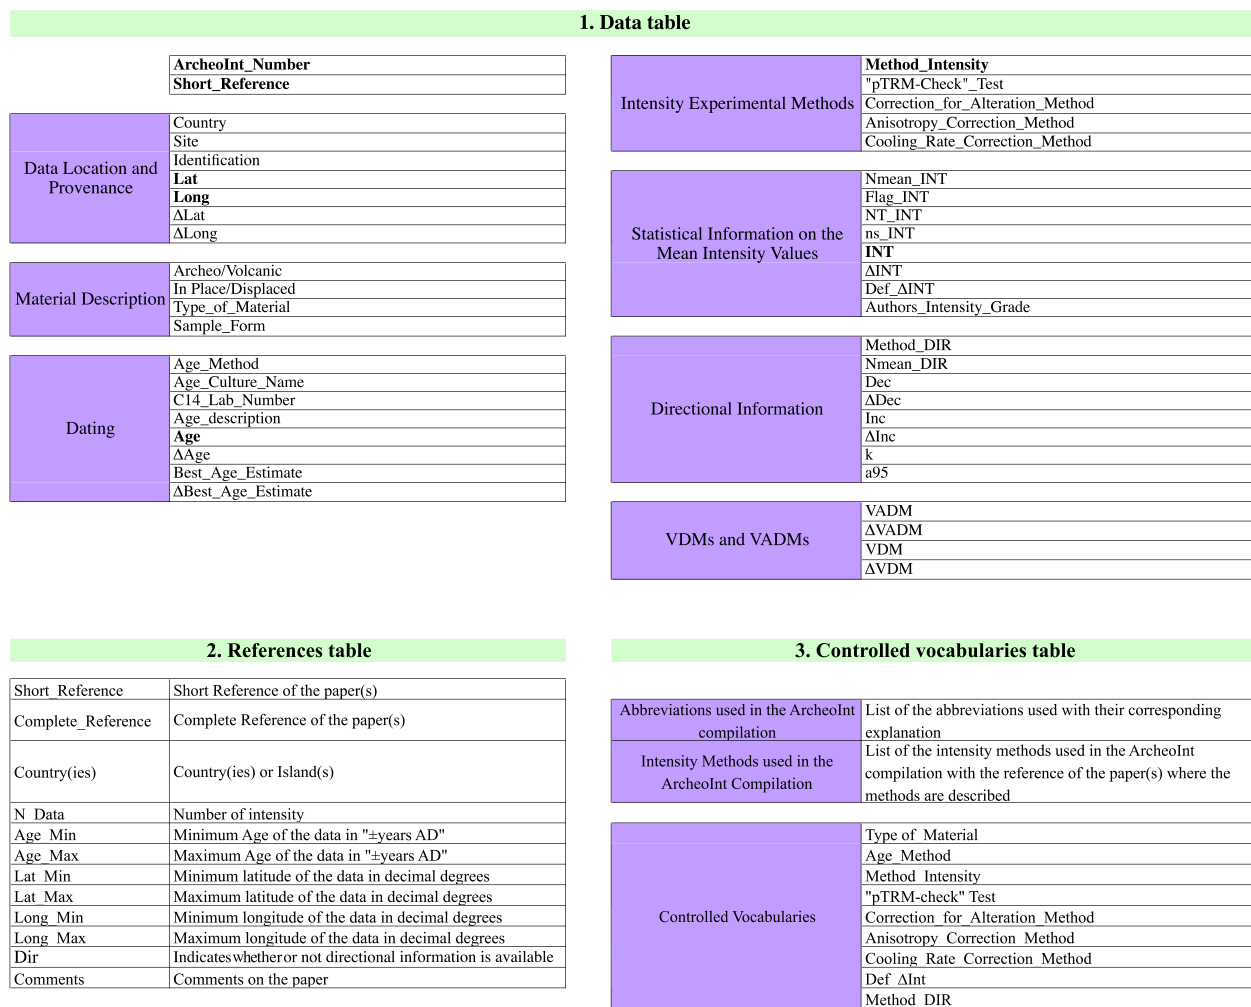 1. Data table
ArcheoInt_Number
Short_Reference
Data Location and
Provenance
Country
Site
Identification
Lat
Long
ΔLat
ΔLong
Material Description
Archeo/Volcanic
In Place/Displaced
Type_of_Material
Sample_Form
Dating
Age_Method
Age_Culture_Name
C14_Lab_Number
Age_description
Age
ΔAge
Best_Age_Estimate
ΔBest_Age_Estimate
Intensity Experimental Methods
Method_Intensity
"pTRM-Check"_Test
Correction_for_Alteration_Method
Anisotropy_Correction_Method
Cooling_Rate_Correction_Method
Statistical Information on the
Mean Intensity Values
Nmean_INT
Flag_INT
NT_INT
ns_INT
INT
ΔINT
Def_ΔINT
Authors_Intensity_Grade
Directional Information
Method_DIR
Nmean_DIR
Dec
ΔDec
Inc
ΔInc
k
a95
VDMs and VADMs
VADM
ΔVADM
VDM
ΔVDM
2. References table
Short_Reference Short Reference of the paper(s)
Complete_Reference Complete Reference of the paper(s)
Country(ies) Country(ies) or Island(s)
N_Data Number of intensity
Age_Min Minimum Age of the data in "±years AD"
Age_Max Maximum Age of the data in "±years AD"
Lat_Min Minimum latitude of the data in decimal degrees
Lat_Max Maximum latitude of the data in decimal degrees
Long_Min Minimum longitude of the data in decimal degrees
Long_Max Maximum longitude of the data in decimal degrees
Dir Indicates whether or not directional information is available
Comments Comments on the paper
3. Controlled vocabularies table
Abbreviations used in the ArcheoInt
compilation
List of the abbreviations used with their corresponding
explanation
Intensity Methods used in the
ArcheoInt Compilation
List of the intensity methods used in the ArcheoInt
compilation with the reference of the paper(s) where the
methods are described
Controlled Vocabularies
Type_of_Material
Age_Method
Method_Intensity
"pTRM-check"_Test
Correction_for_Alteration_Method
Anisotropy_Correction_Method
Cooling_Rate_Correction_Method
Def_ΔInt
Method_DIR